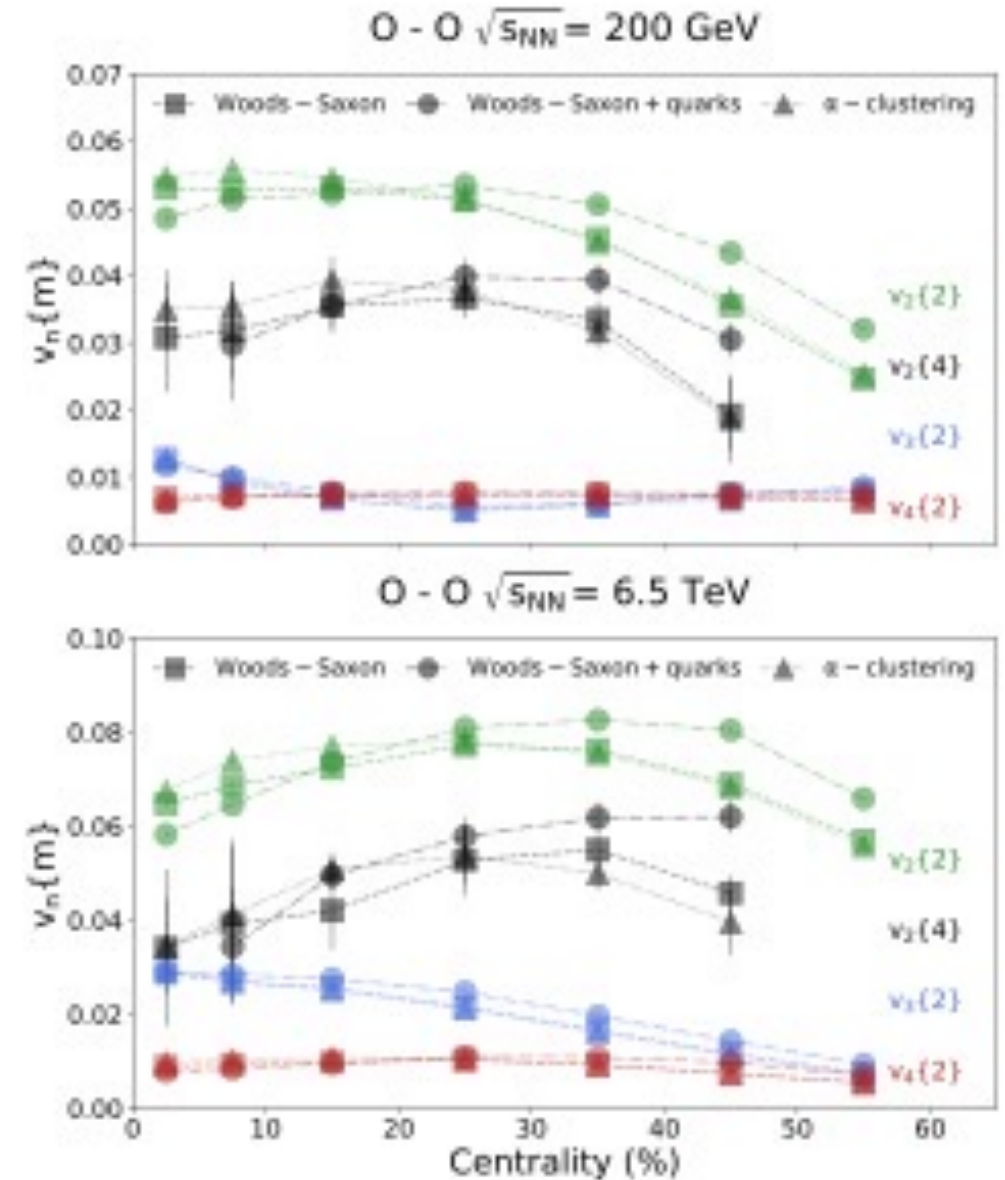 O - O √sNN = 200 GeV
0.07
Woods – Saxon Woods – Saxon + quarks α – clustering
0.06
0.05
0.04
v₂{2}
vn{m}
0.03
v₂{4}
0.02
v₃{2}
0.01
v₄{2}
0.00
O - O √sNN = 6.5 TeV
0.10
Woods – Saxon Woods – Saxon + quarks α – clustering
0.08
0.06
v₂{2}
vn{m}
0.04
v₂{4}
v₃{2}
0.02
v₄{2}
0.00
0 10 20 30 40 50 60
Centrality (%)